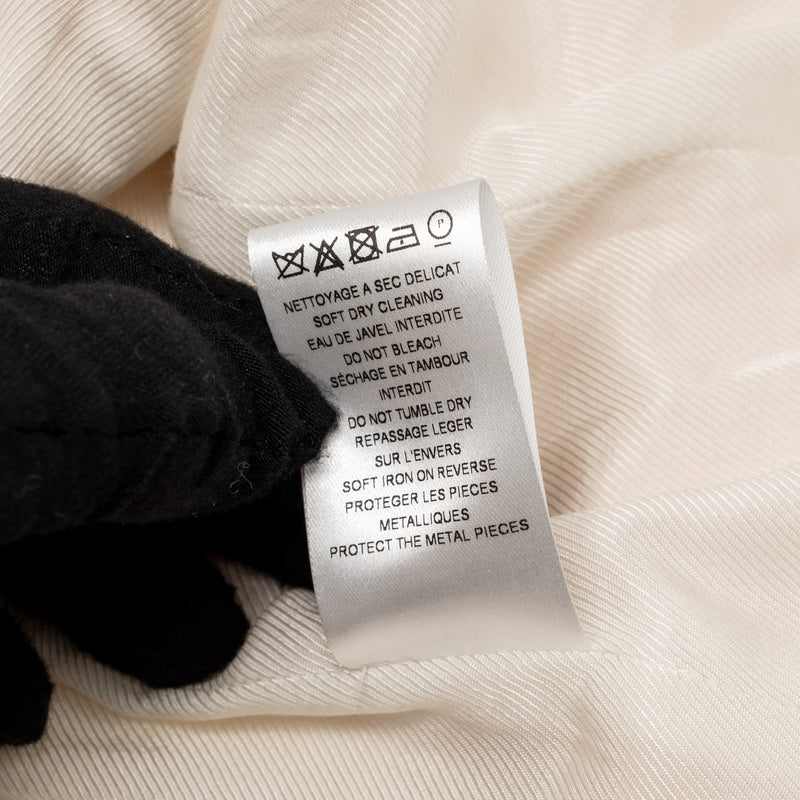 P
NETTOYAGE A SEC DELICAT
SOFT DRY CLEANING
EAU DE JAVEL INTERDITE
DO NOT BLEACH
SÉCHAGE EN TAMBOUR
INTERDIT
DO NOT TUMBLE DRY
REPASSAGE LEGER
SUR L'ENVERS
SOFT IRON ON REVERSE
PROTEGER LES PIECES
METALLIQUES
PROTECT THE METAL PIECES